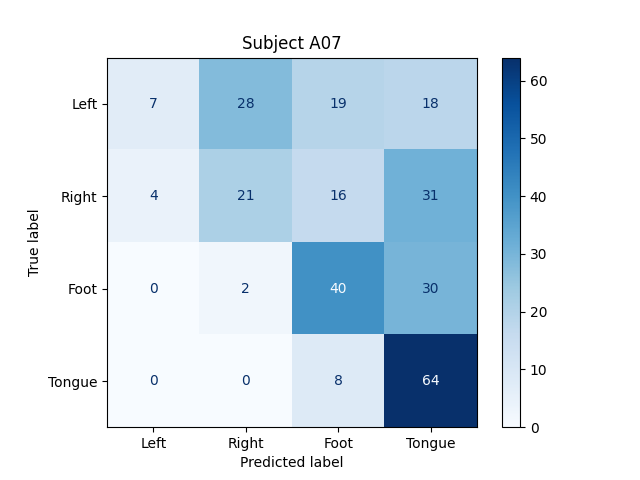 Subject A07
True label
Left 7 28 19 18
Right 4 21 16 31
Foot 0 2 40 30
Tongue 0 0 8 64
Left Right Foot Tongue
Predicted label
60
50
40
30
20
10
0